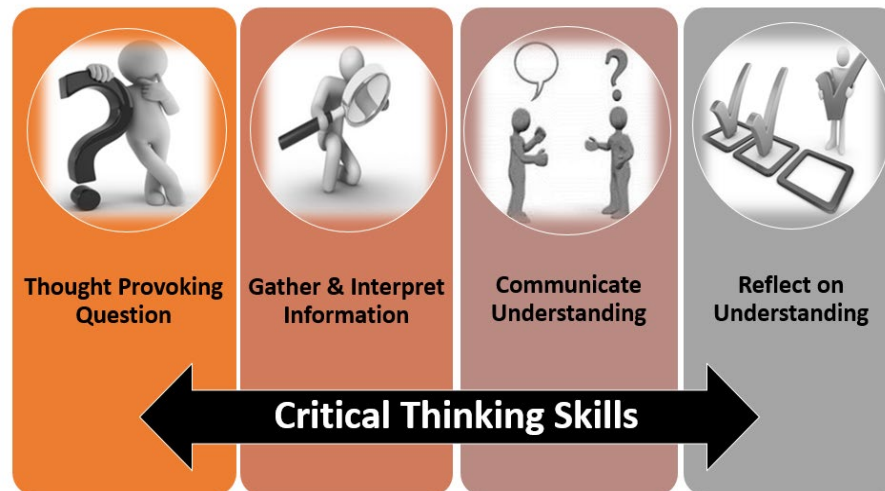 Thought Provoking
Question
Gather & Interpret
Information
Communicate
Understanding
Reflect on
Understanding
Critical Thinking Skills